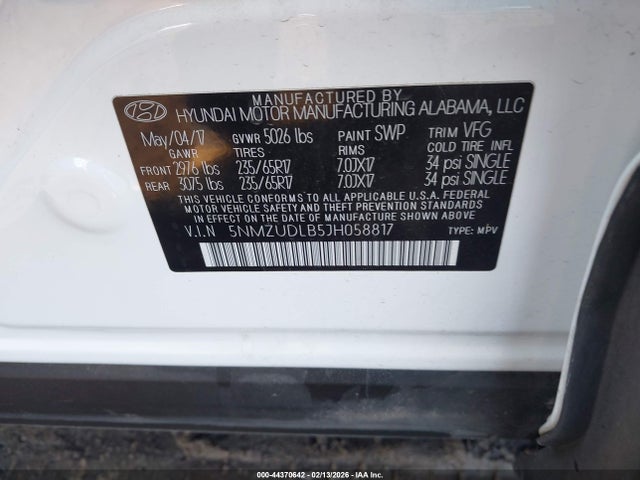 MANUFACTURED BY
HYUNDAI MOTOR MANUFACTURING ALABAMA, LLC
May/04/17 GVWR 5026 lbs PAINT SWP TRIM VFG
GAWR TIRES RIMS COLD TIRE INFL
FRONT 2976 lbs 235/65R17 7.0JX17 34 psi SINGLE
REAR 3075 lbs 235/65R17 7.0JX17 34 psi SINGLE
THIS VEHICLE CONFORMS TO ALL APPLICABLE U.S.A. FEDERAL
MOTOR VEHICLE SAFETY, BUMPER, AND THEFT PREVENTION STANDARDS
IN EFFECT ON THE DATE OF MANUFACTURE SHOWN ABOVE.
V.I.N 5NMZUDLB5JH058817
TYPE: MPV
000-44370642 - 02/13/2026 - IAA Inc.